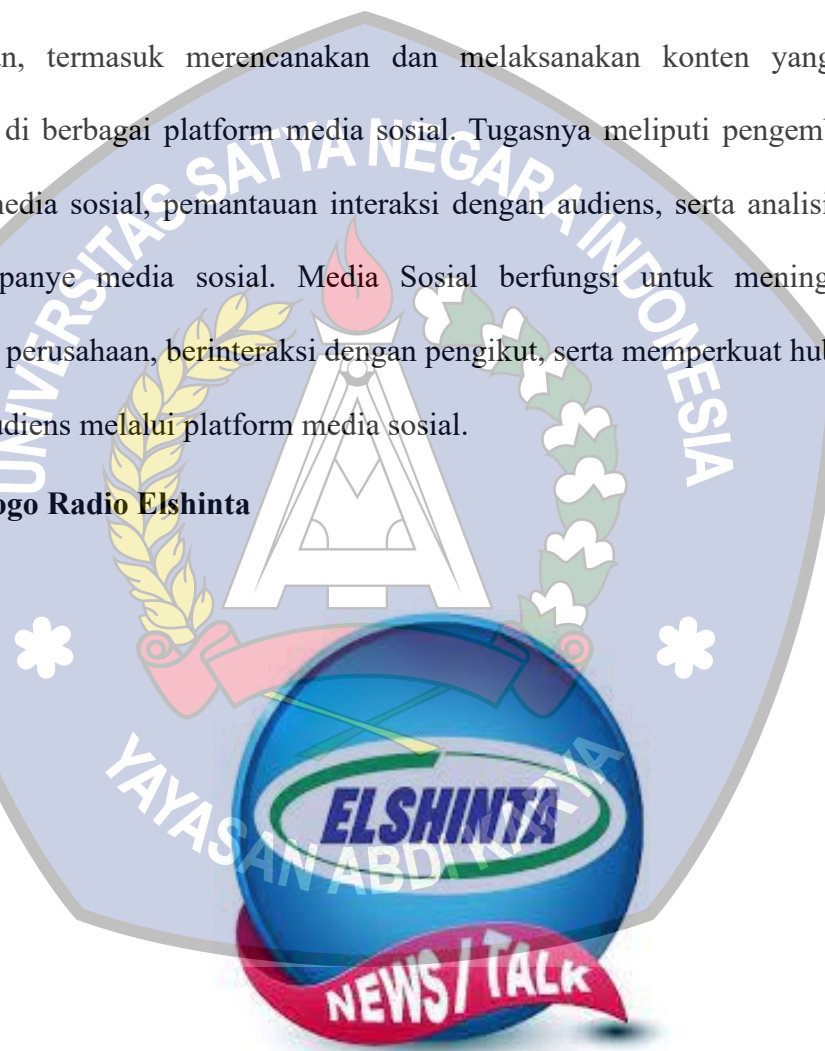 n, termasuk merencanakan dan melaksanakan konten yang
di berbagai platform media sosial. Tugasnya meliputi pengemb
nedia sosial, pemantauan interaksi dengan audiens, serta analisi
panye media sosial. Media Sosial berfungsi untuk mening
perusahaan, berinteraksi dengan pengikut, serta memperkuat hub
udiens melalui platform media sosial.
ogo Radio Elshinta
UNIVERSITAS SATYA NEGARA INDONESIA
YAYASAN ABDI KARYA
ELSHINTA
NEWS / TALK